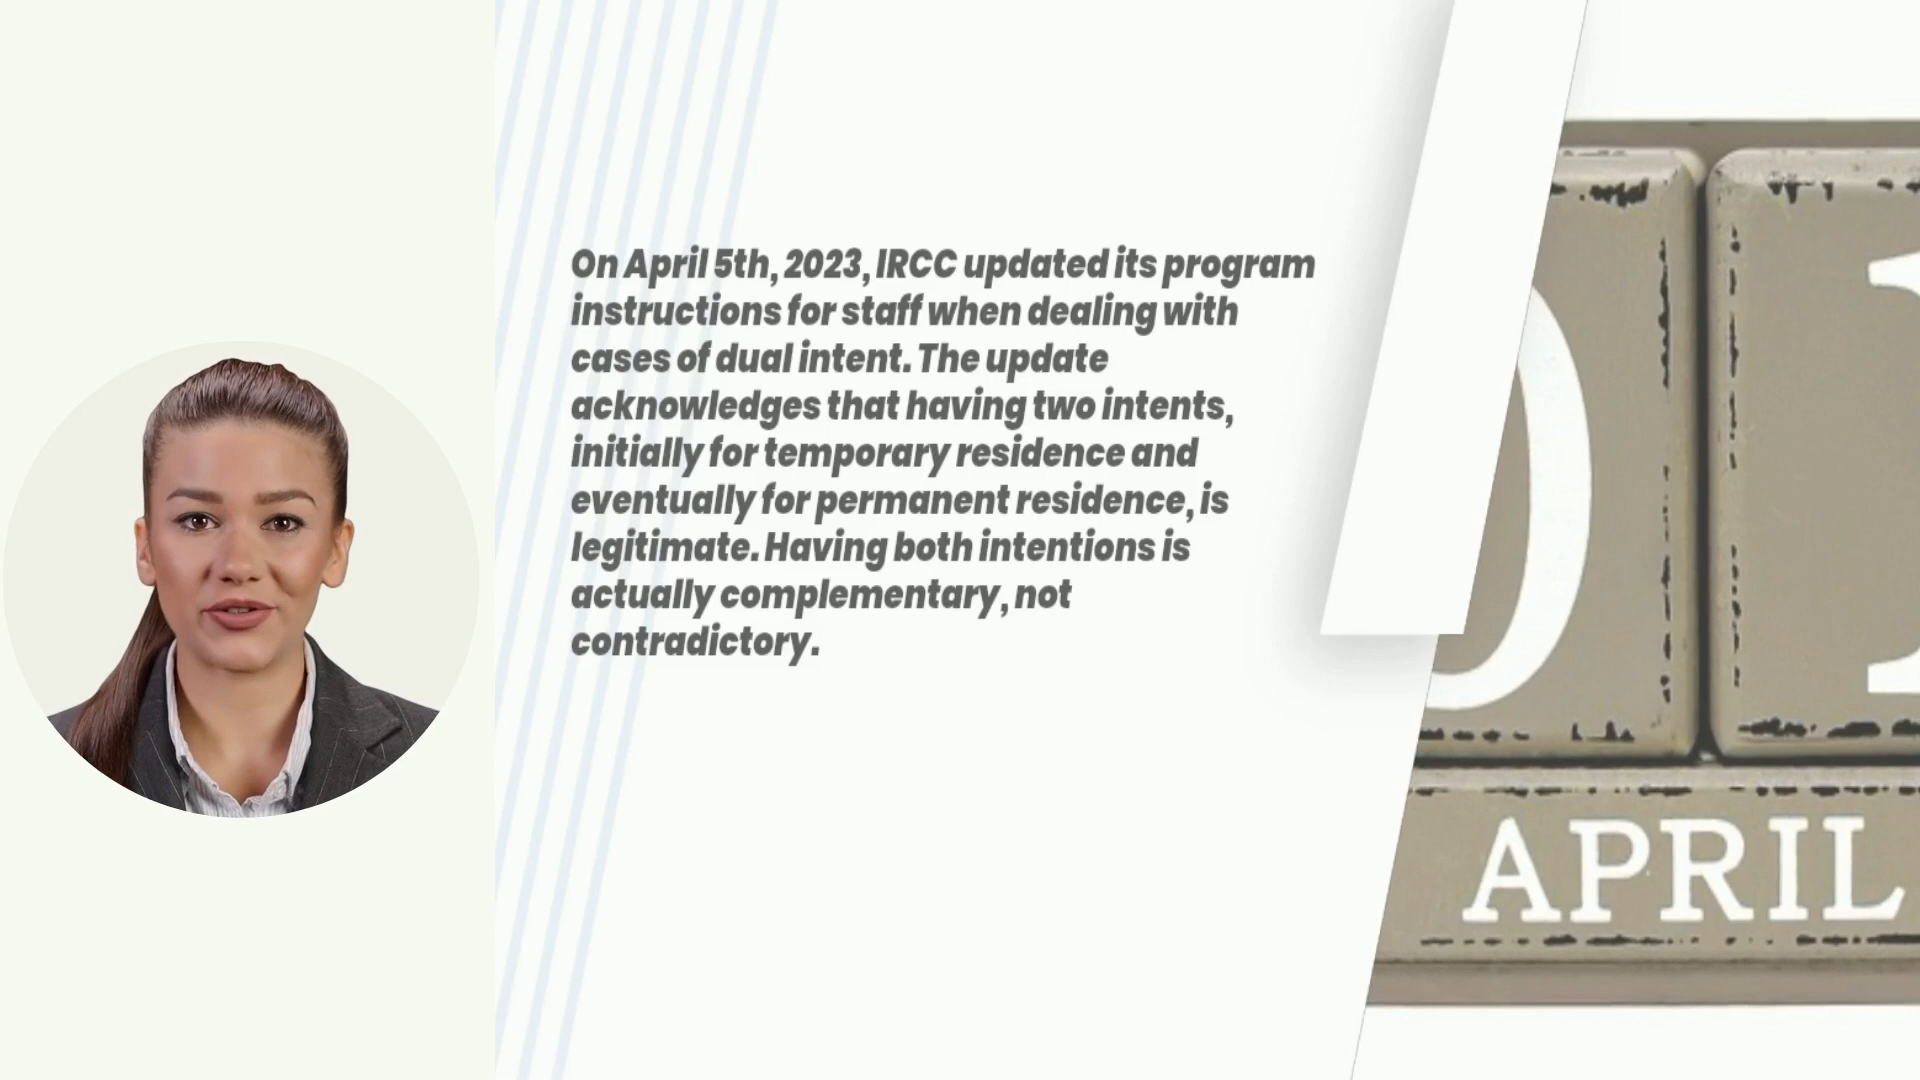 On April 5th, 2023, IRCC updated its program
instructions for staff when dealing with
cases of dual intent. The update
acknowledges that having two intents,
initially for temporary residence and
eventually for permanent residence, is
legitimate. Having both intentions is
actually complementary, not
contradictory.
APRIL